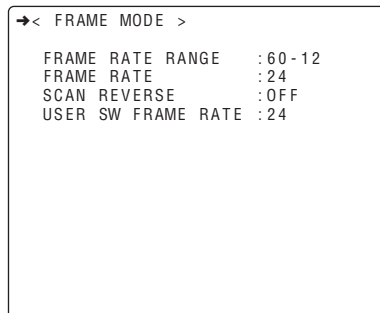 ➔< FRAME MODE >
FRAME RATE RANGE :60-12
FRAME RATE :24
SCAN REVERSE :OFF
USER SW FRAME RATE :24